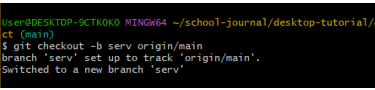 User@DESKTOP-9CTKOKO MINGW64 ~/school-journal/desktop-tutorial/
ct (main)
$ git checkout -b serv origin/main
branch 'serv' set up to track 'origin/main'.
Switched to a new branch 'serv'